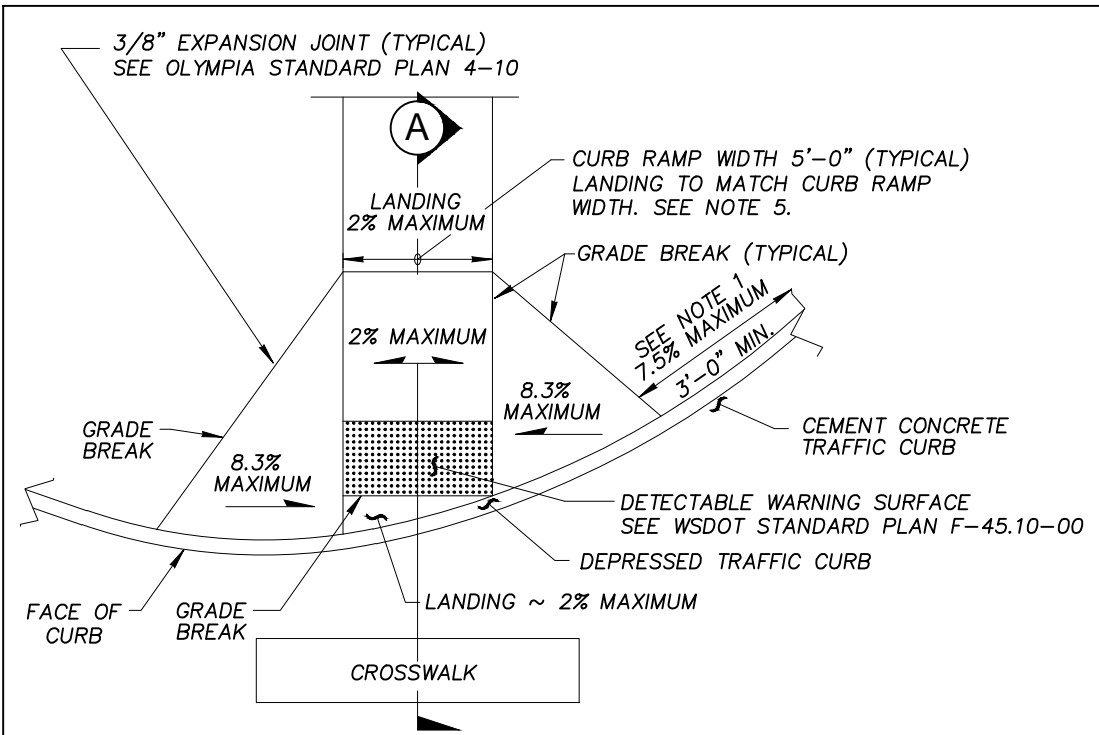 3/8" EXPANSION JOINT (TYPICAL)
SEE OLYMPIA STANDARD PLAN 4-10
A
CURB RAMP WIDTH 5'-0" (TYPICAL)
LANDING TO MATCH CURB RAMP
WIDTH. SEE NOTE 5.
LANDING
2% MAXIMUM
GRADE BREAK (TYPICAL)
SEE NOTE 1
7.5% MAXIMUM
3'-0" MIN.
2% MAXIMUM
8.3%
MAXIMUM
CEMENT CONCRETE
TRAFFIC CURB
GRADE
BREAK
8.3%
MAXIMUM
DETECTABLE WARNING SURFACE
SEE WSDOT STANDARD PLAN F-45.10-00
DEPRESSED TRAFFIC CURB
FACE OF
CURB
GRADE
BREAK
LANDING ~ 2% MAXIMUM
CROSSWALK